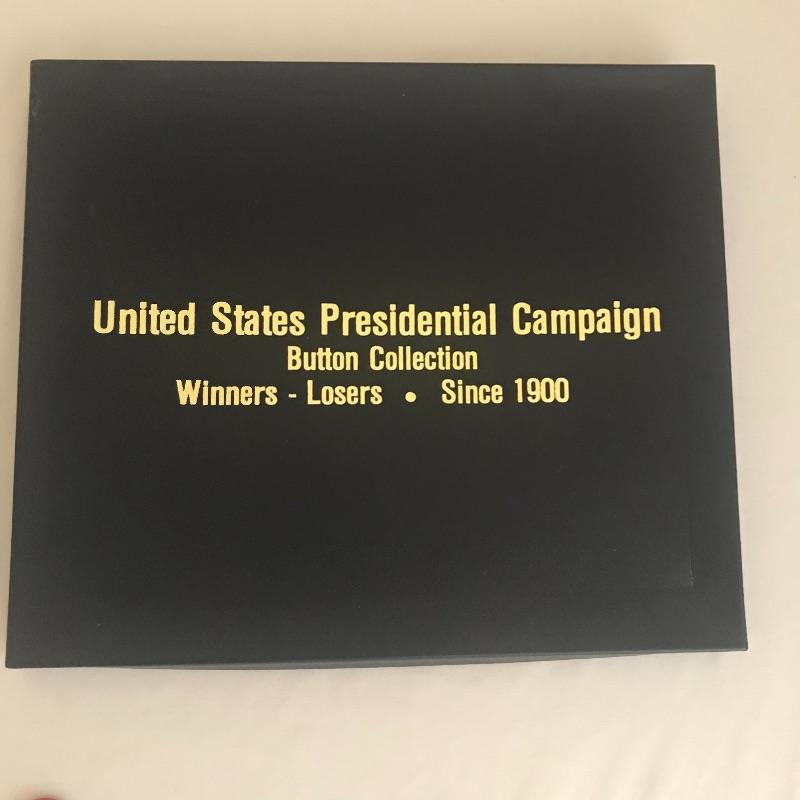 United States Presidential Campaign
Button Collection
Winners - Losers • Since 1900